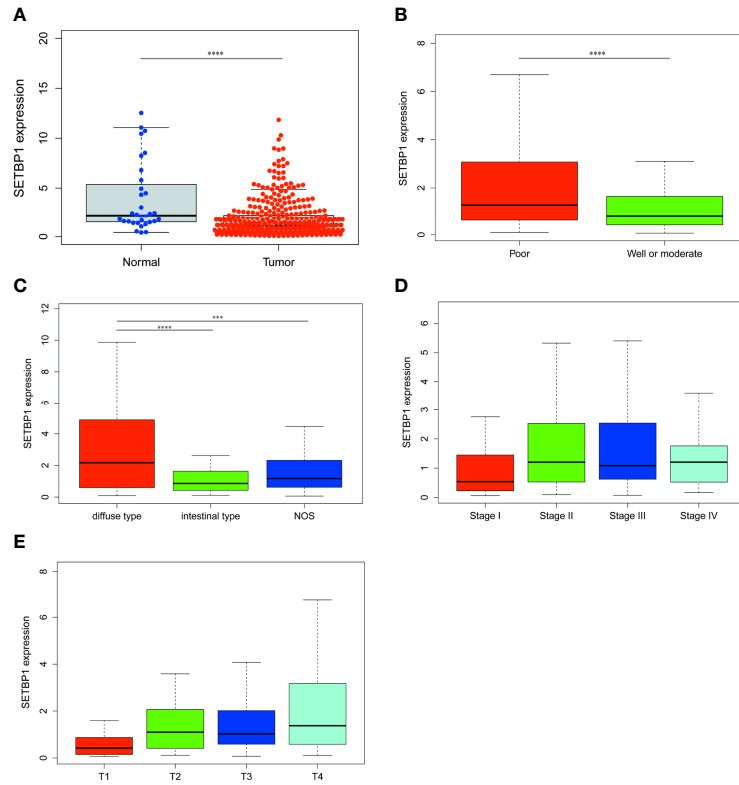 A
SETBP1 expression
20
15
10
5
0
****
Normal
Tumor
B
SETBP1 expression
8
6
4
2
0
****
Poor
Well or moderate
C
SETBP1 expression
12
10
8
6
4
2
0
***
****
diffuse type
intestinal type
NOS
D
SETBP1 expression
6
5
4
3
2
1
0
Stage I
Stage II
Stage III
Stage IV
E
SETBP1 expression
8
6
4
2
0
T1
T2
T3
T4